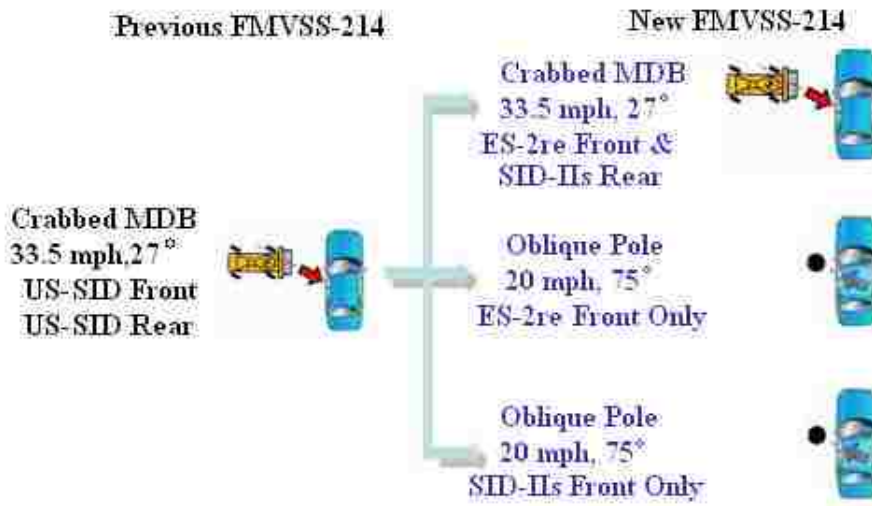 Previous FMVSS-214
New FMVSS-214
Crabbed MDB
33.5 mph,27°
US-SID Front
US-SID Rear
Crabbed MDB
33.5 mph, 27°
ES-2re Front &
SID-IIs Rear
Oblique Pole
20 mph, 75°
ES-2re Front Only
Oblique Pole
20 mph, 75°
SID-IIs Front Only